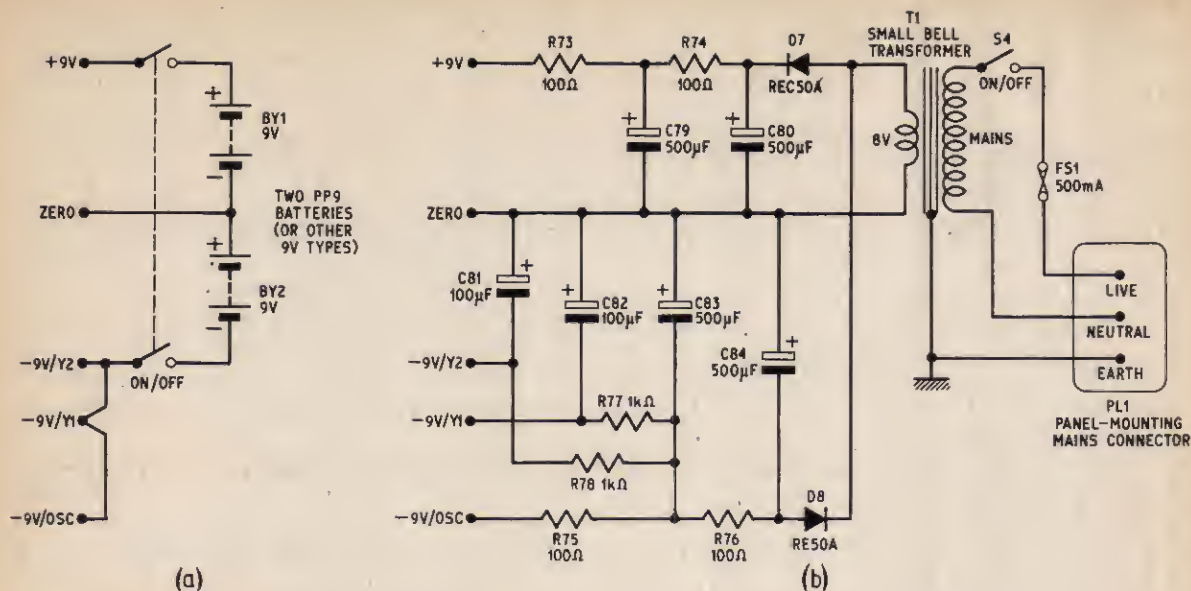 +9V
+
BY1
9V
-
ZERO
TWO PP9
BATTERIES
(OR OTHER
9V TYPES)
+
BY2
9V
-
-9V/Y2
ON/OFF
-9V/Y1
-9V/OSC
(a)
+9V
R73
100Ω
R74
100Ω
D7
REC50A
T1
SMALL BELL
TRANSFORMER
S4
ON/OFF
+
C79
500µF
+
C80
500µF
8V
MAINS
FS1
500mA
ZERO
C81
100µF
+
+
C82
100µF
+
C83
500µF
+
C84
500µF
LIVE
NEUTRAL
EARTH
PL1
PANEL-MOUNTING
MAINS CONNECTOR
-9V/Y2
-9V/Y1
R77 1kΩ
R78 1kΩ
-9V/OSC
R75
100Ω
R76
100Ω
D8
RE50A
(b)